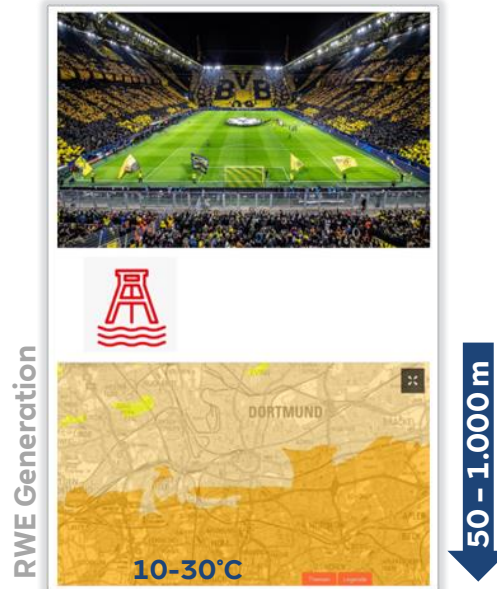 BVB
RWE Generation
DORTMUND
10-30°C
50 - 1.000 m
Themen
Legende